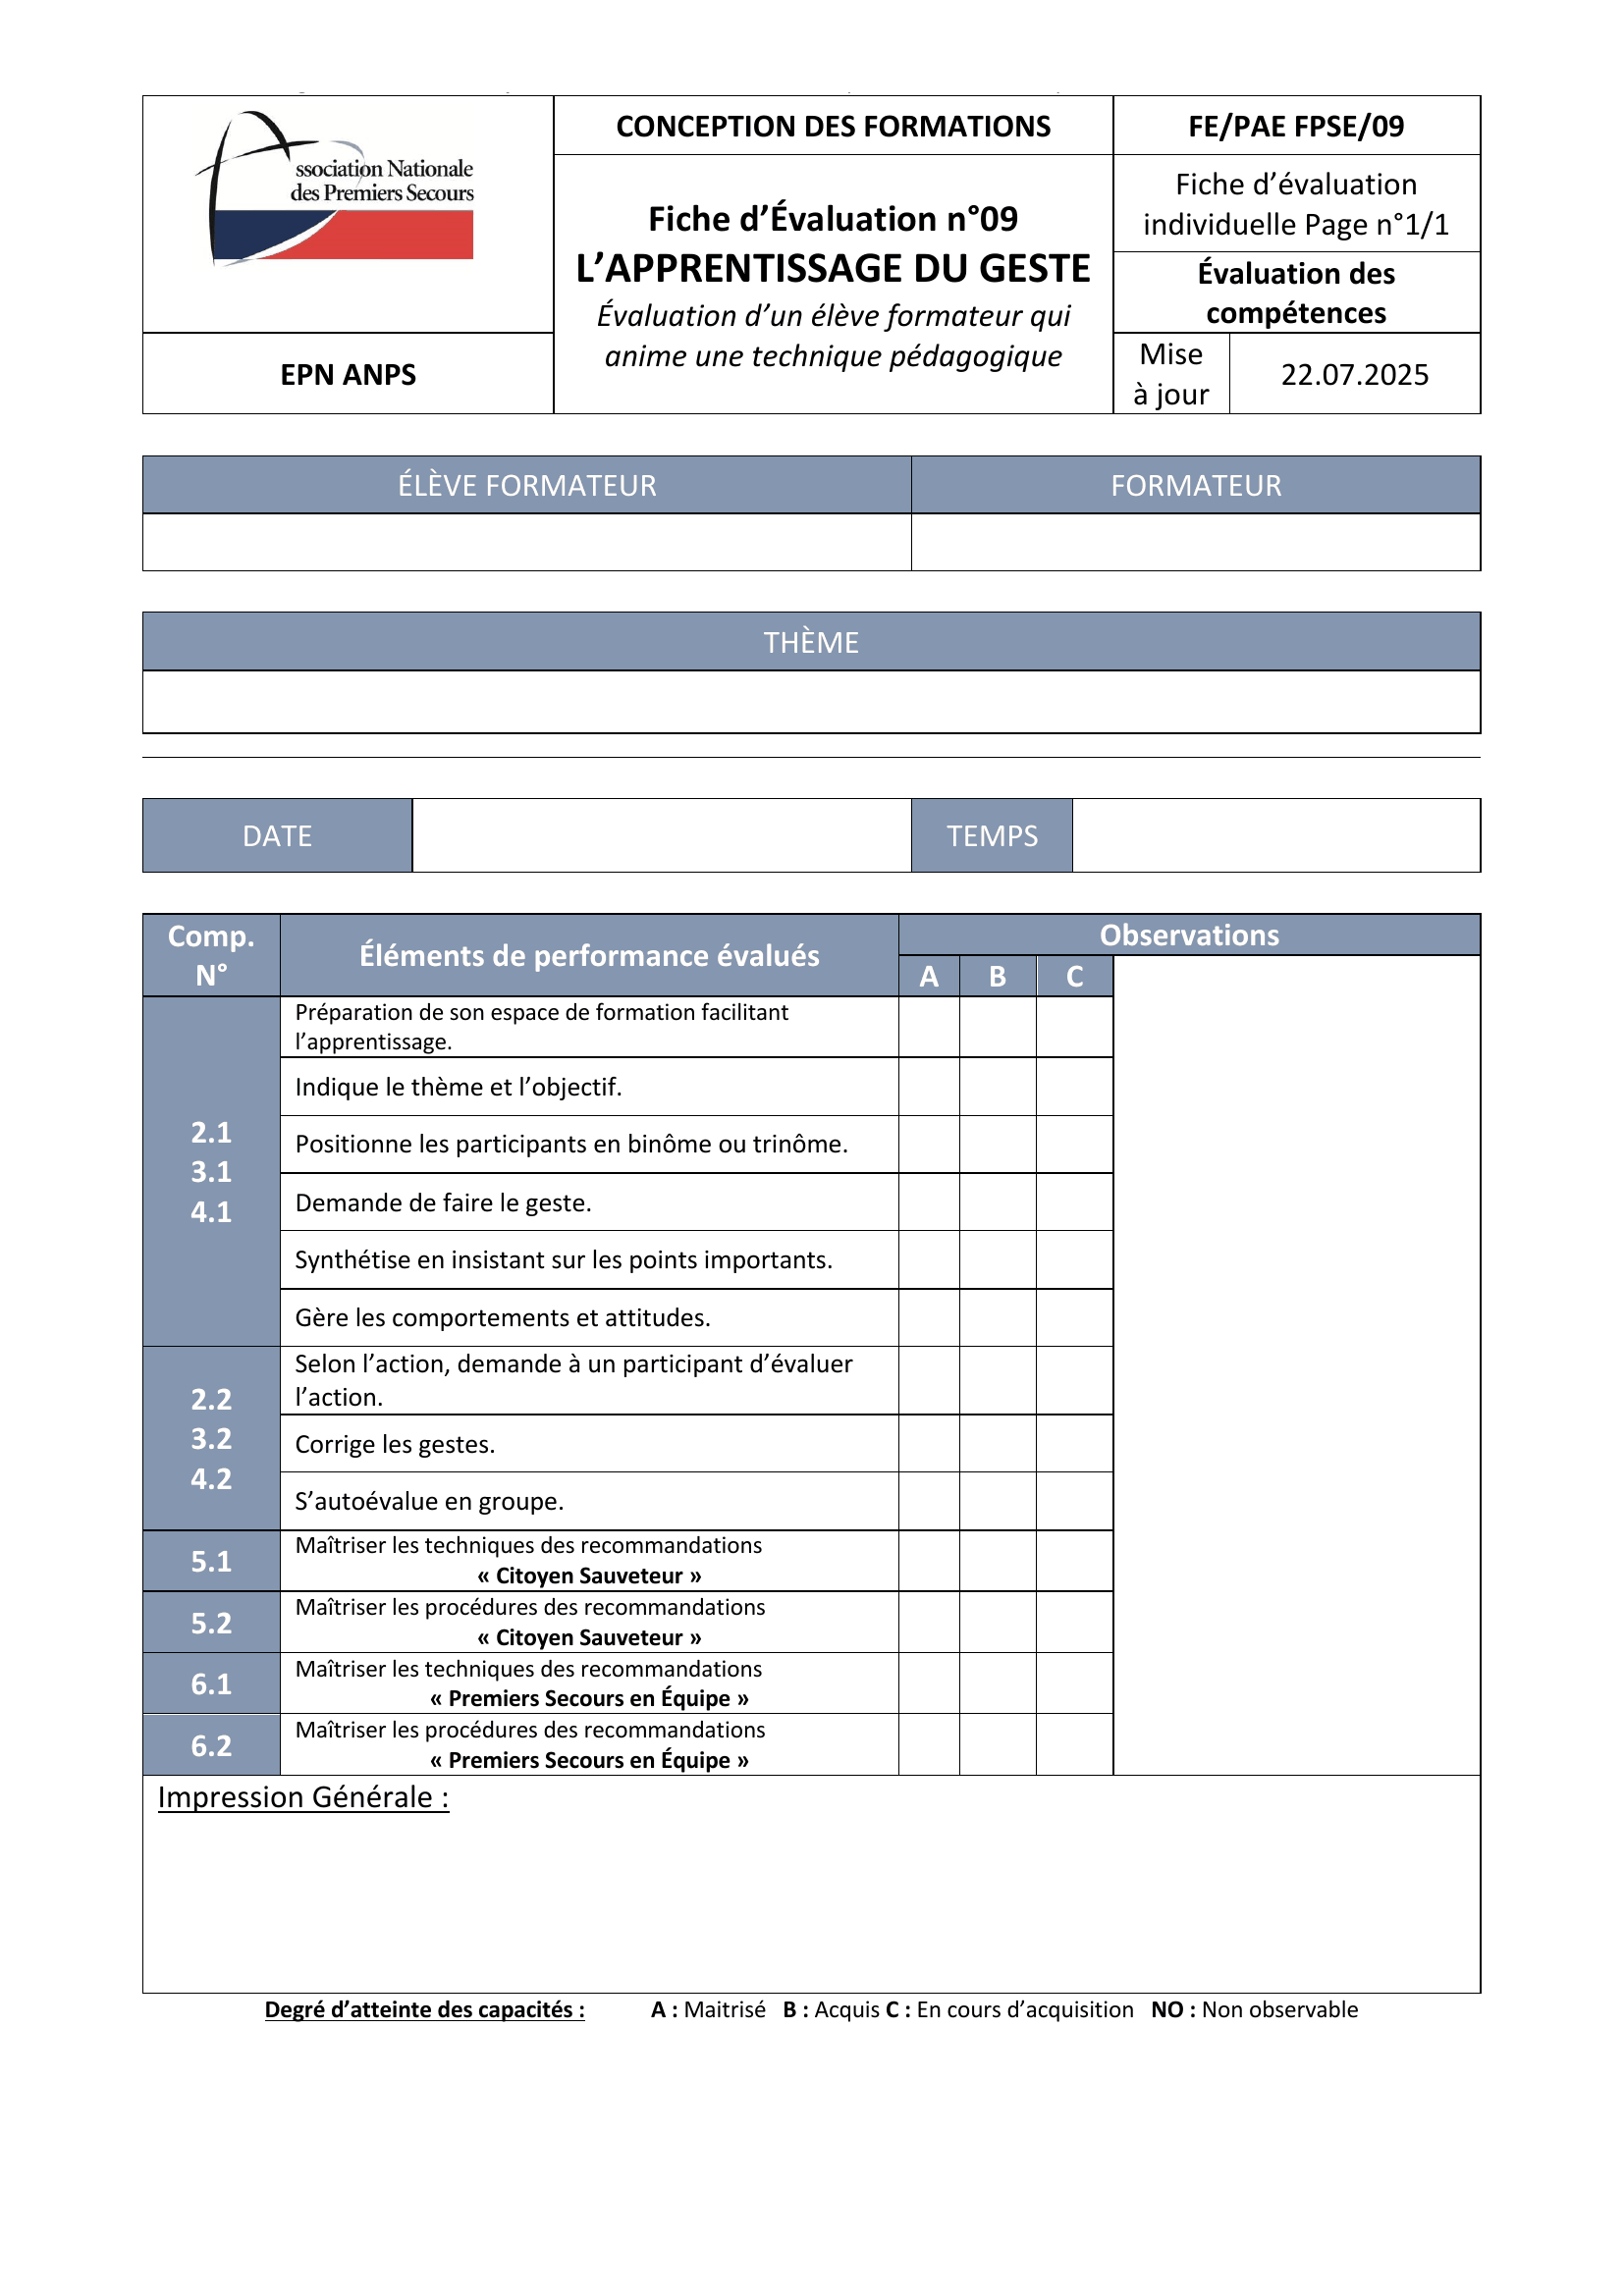 ssociation Nationale
des Premiers Secours
EPN ANPS
CONCEPTION DES FORMATIONS
Fiche d’Évaluation n°09
L’APPRENTISSAGE DU GESTE
Évaluation d’un élève formateur qui
anime une technique pédagogique
FE/PAE FPSE/09
Fiche d’évaluation
individuelle Page n°1/1
Évaluation des
compétences
Mise
à jour
22.07.2025
ÉLÈVE FORMATEUR
FORMATEUR
THÈME
DATE
TEMPS
Comp.
N°
Éléments de performance évalués
Observations
A
B
C
2.1
3.1
4.1
Préparation de son espace de formation facilitant
l’apprentissage.
Indique le thème et l’objectif.
Positionne les participants en binôme ou trinôme.
Demande de faire le geste.
Synthétise en insistant sur les points importants.
Gère les comportements et attitudes.
2.2
3.2
4.2
Selon l’action, demande à un participant d’évaluer
l’action.
Corrige les gestes.
S’autoévalue en groupe.
5.1
Maîtriser les techniques des recommandations
« Citoyen Sauveteur »
5.2
Maîtriser les procédures des recommandations
« Citoyen Sauveteur »
6.1
Maîtriser les techniques des recommandations
« Premiers Secours en Équipe »
6.2
Maîtriser les procédures des recommandations
« Premiers Secours en Équipe »
Impression Générale :
Degré d’atteinte des capacités : A : Maitrisé B : Acquis C : En cours d’acquisition NO : Non observable